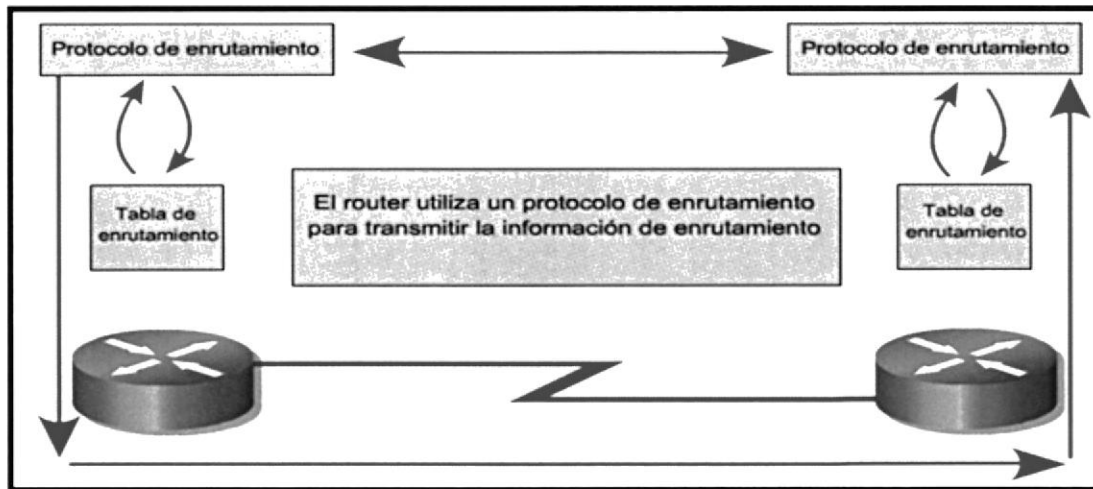 Protocolo de enrutamiento
Protocolo de enrutamiento
Tabla de
enrutamiento
El router utiliza un protocolo de enrutamiento
para transmitir la información de enrutamiento
Tabla de
enrutamiento